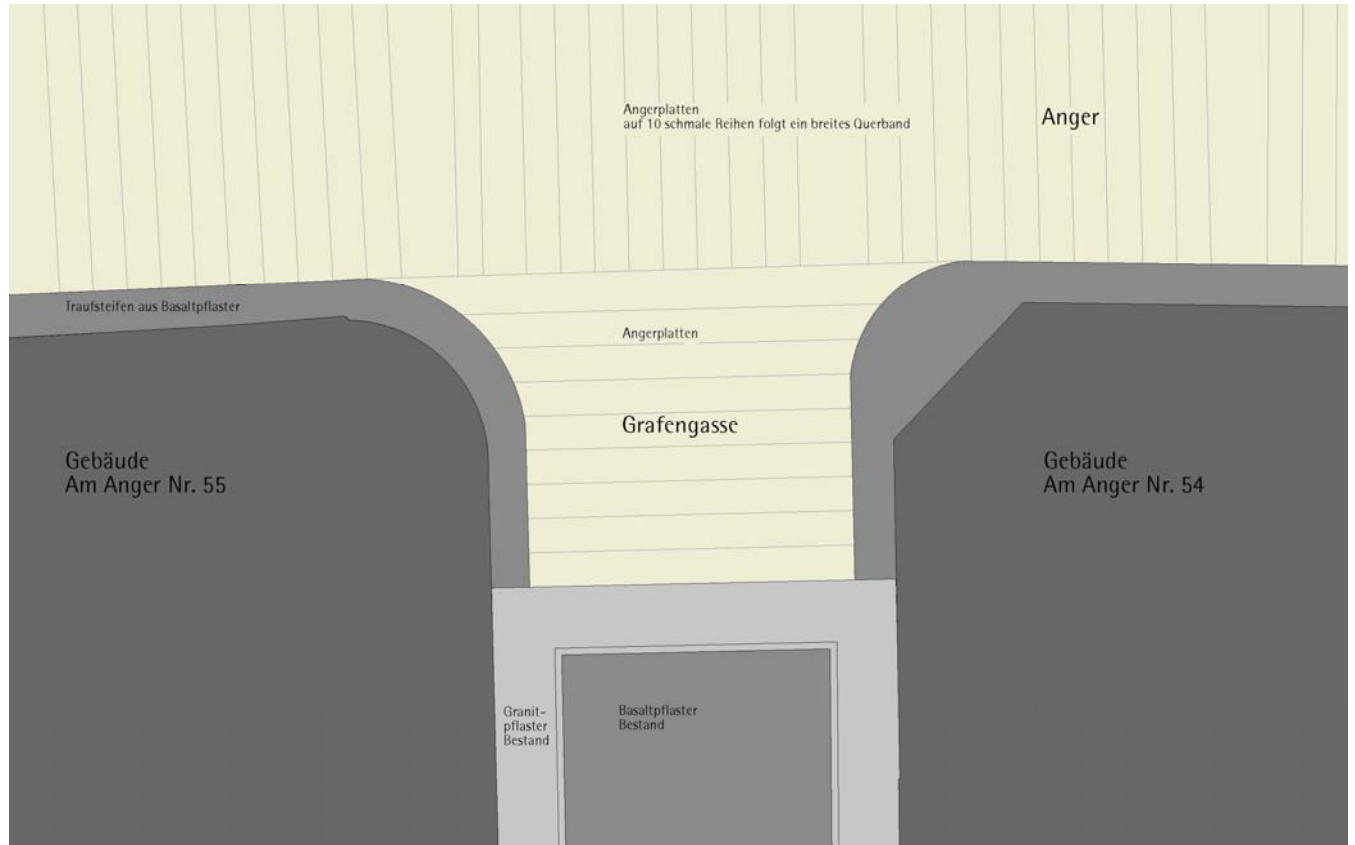 Angerplatten
auf 10 schmale Reihen folgt ein breites Querband
Anger
Traufsteifen aus Basaltpflaster
Angerplatten
Grafengasse
Gebäude
Am Anger Nr. 55
Gebäude
Am Anger Nr. 54
Granit-
pflaster
Bestand
Basaltpflaster
Bestand